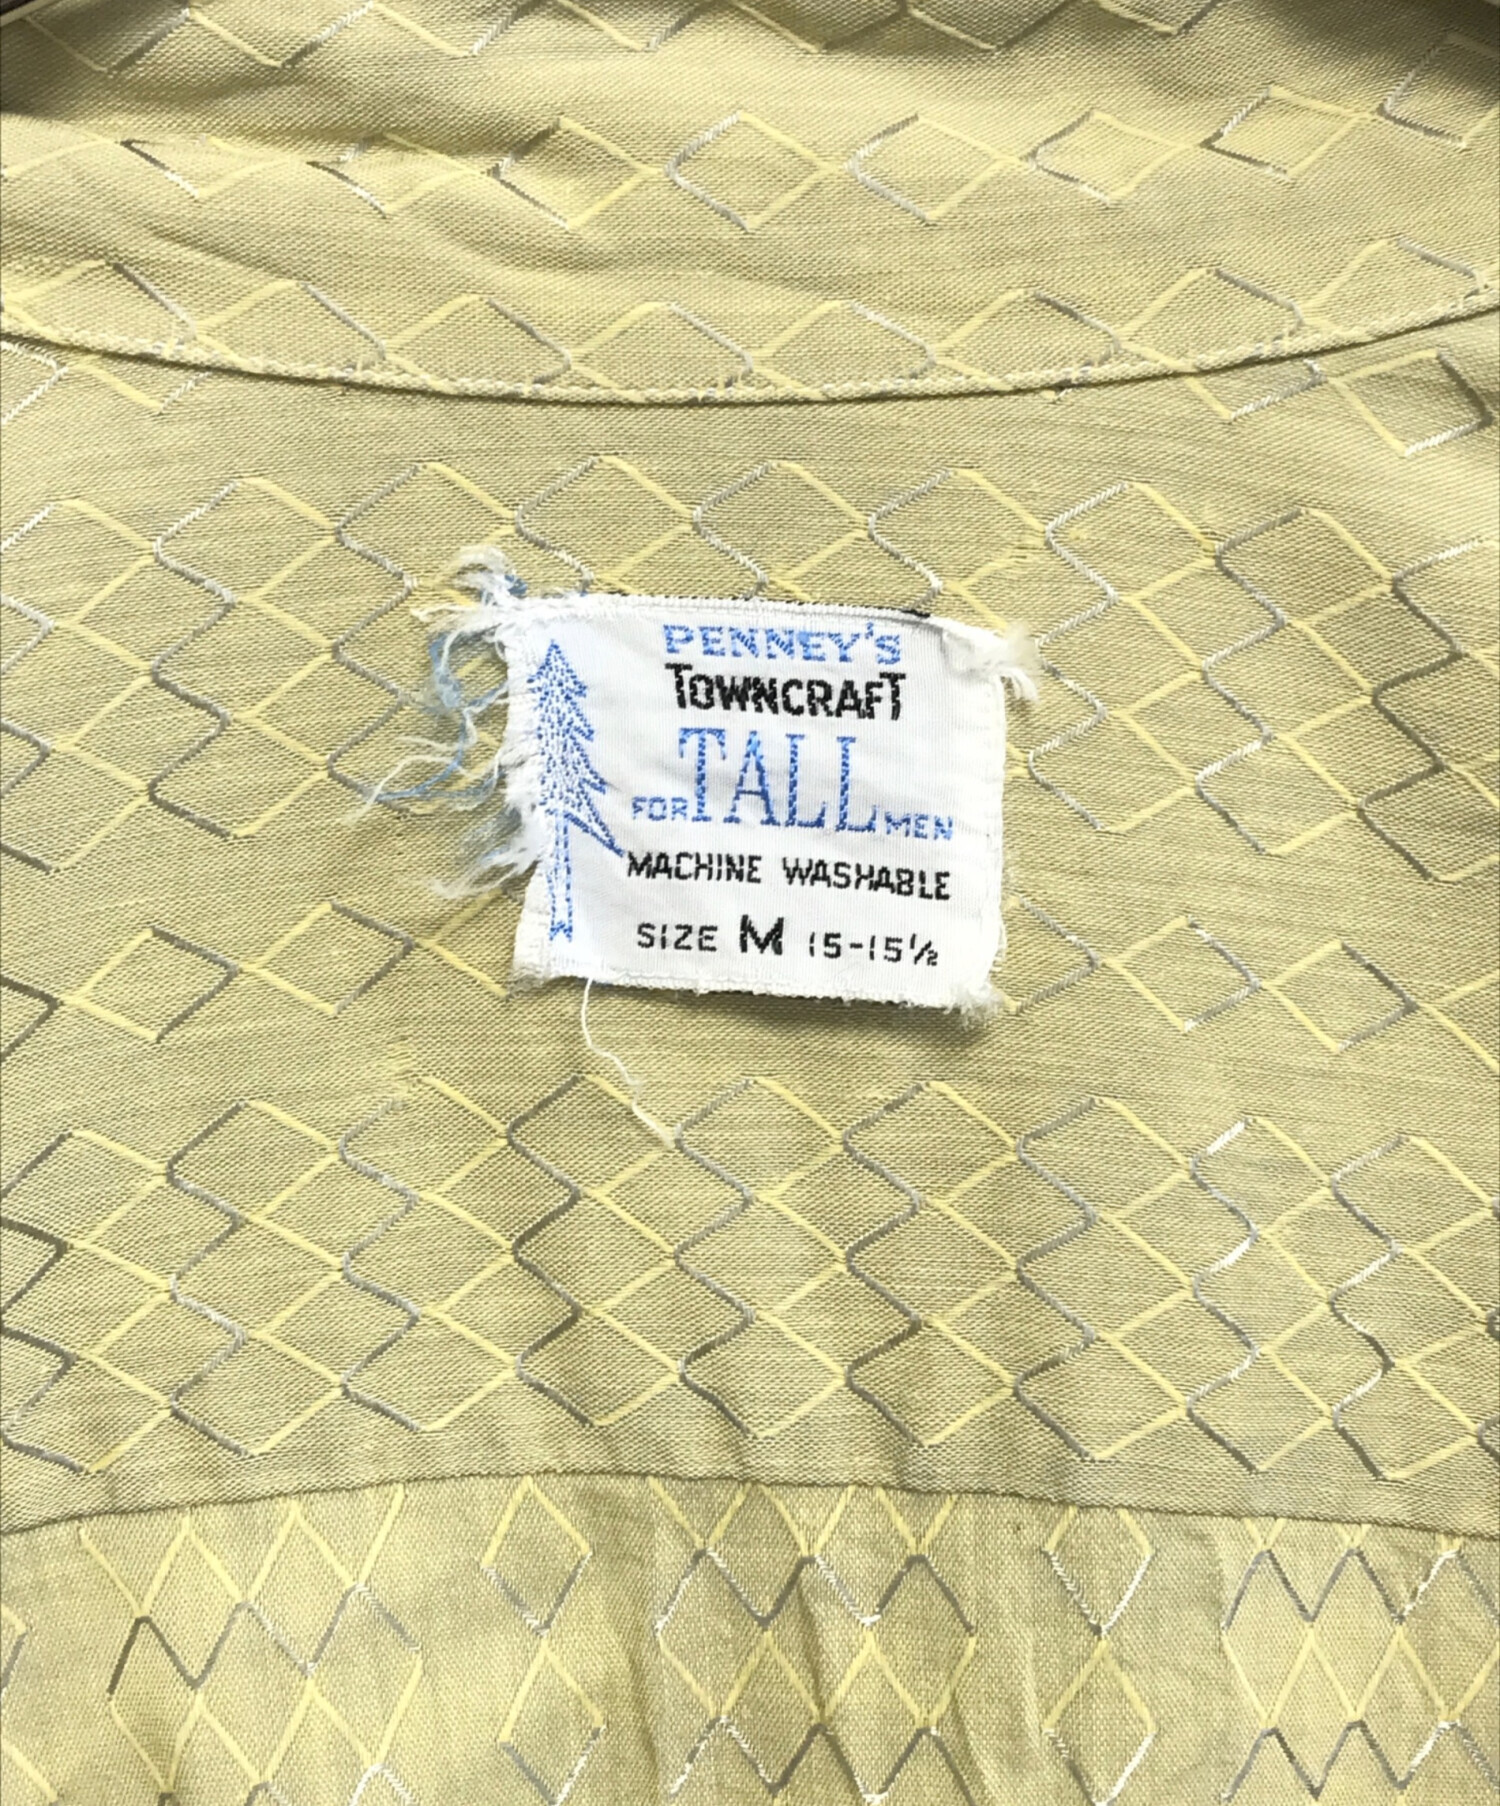 PENNEY'S
TOWNCRAFT
FOR TALL MEN
MACHINE WASHABLE
SIZE M 15-15½